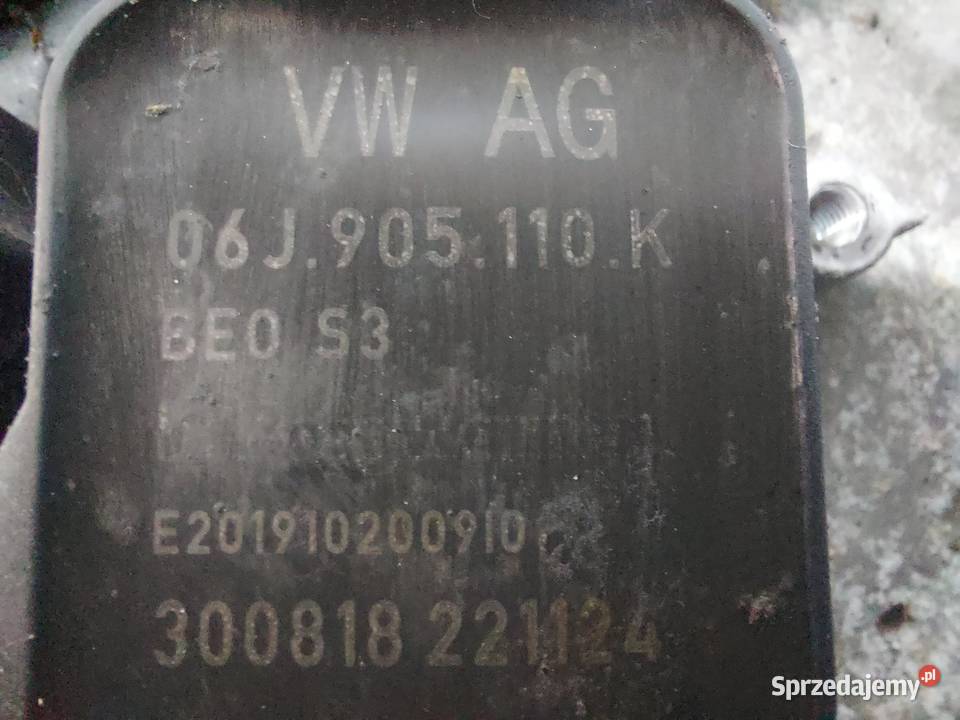 VW AG
06J.905.110.K
BE0 S3
E201910200910
300818 221124
Sprzedajemy.pl